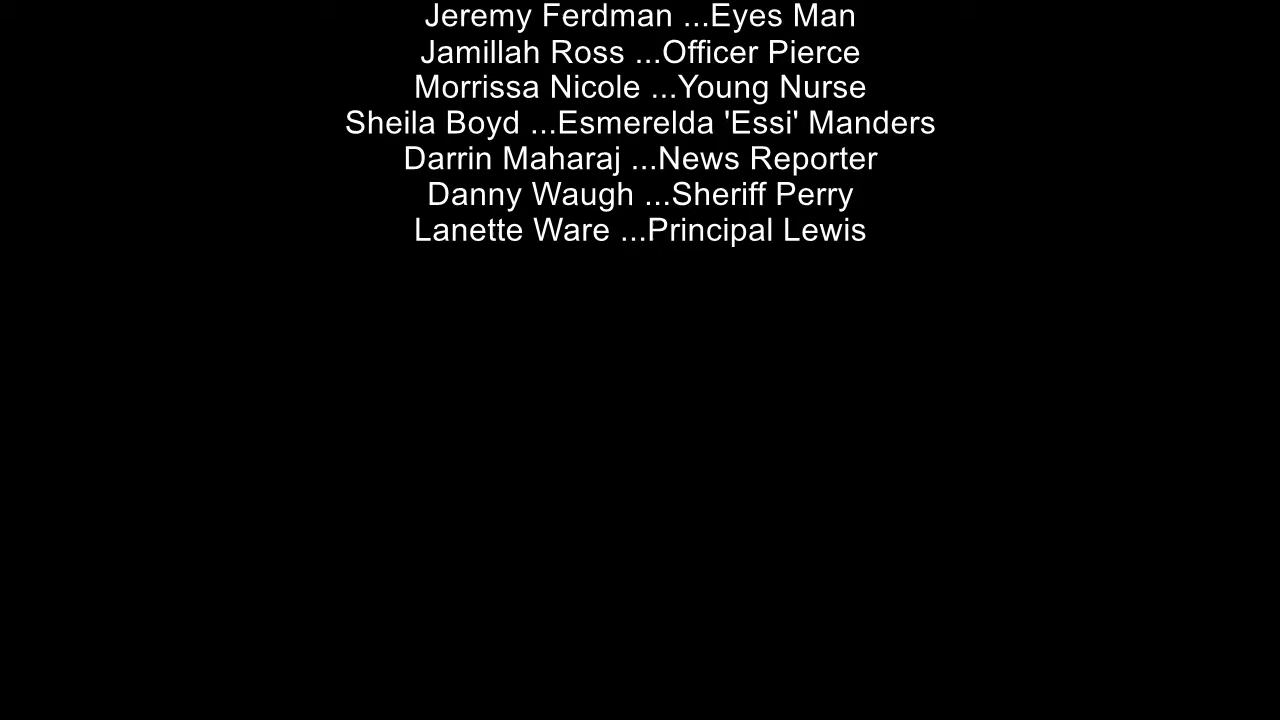 Jeremy Ferdman ...Eyes Man
Jamillah Ross ...Officer Pierce
Morrissa Nicole ...Young Nurse
Sheila Boyd ...Esmerelda 'Essi' Manders
Darrin Maharaj ...News Reporter
Danny Waugh ...Sheriff Perry
Lanette Ware ...Principal Lewis